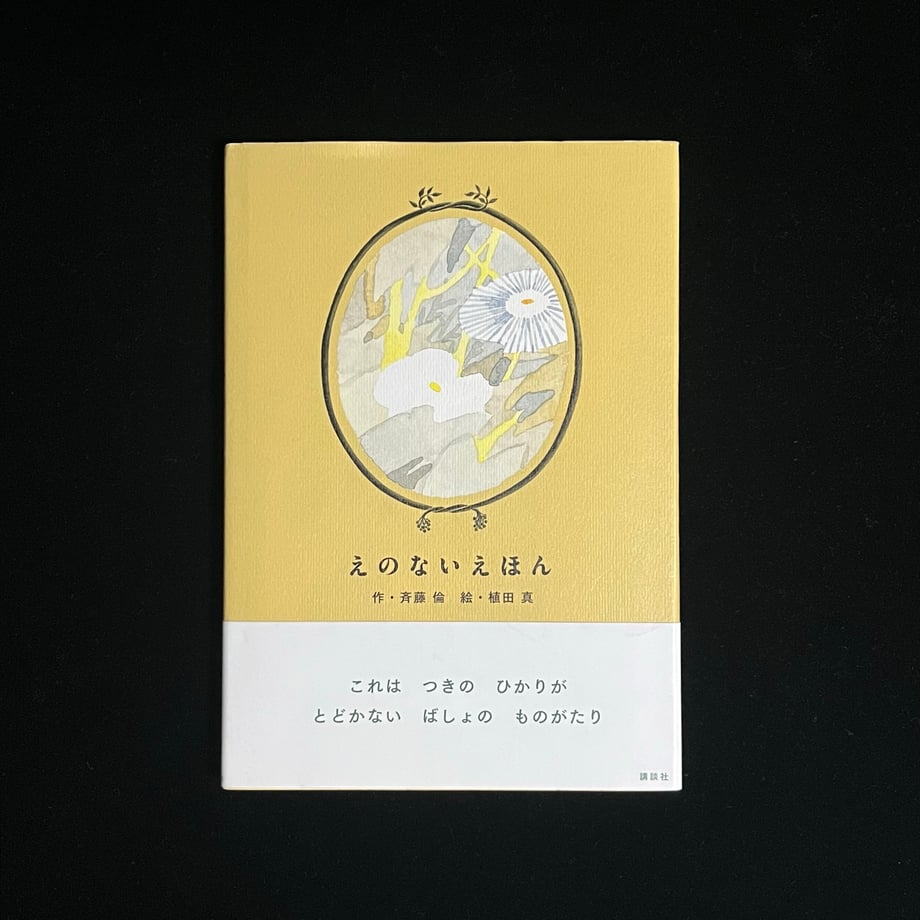 えのないえほん
作・斉藤 倫　絵・植田 真
これは　つきの　ひかりが
とどかない　ばしょの　ものがたり
講談社